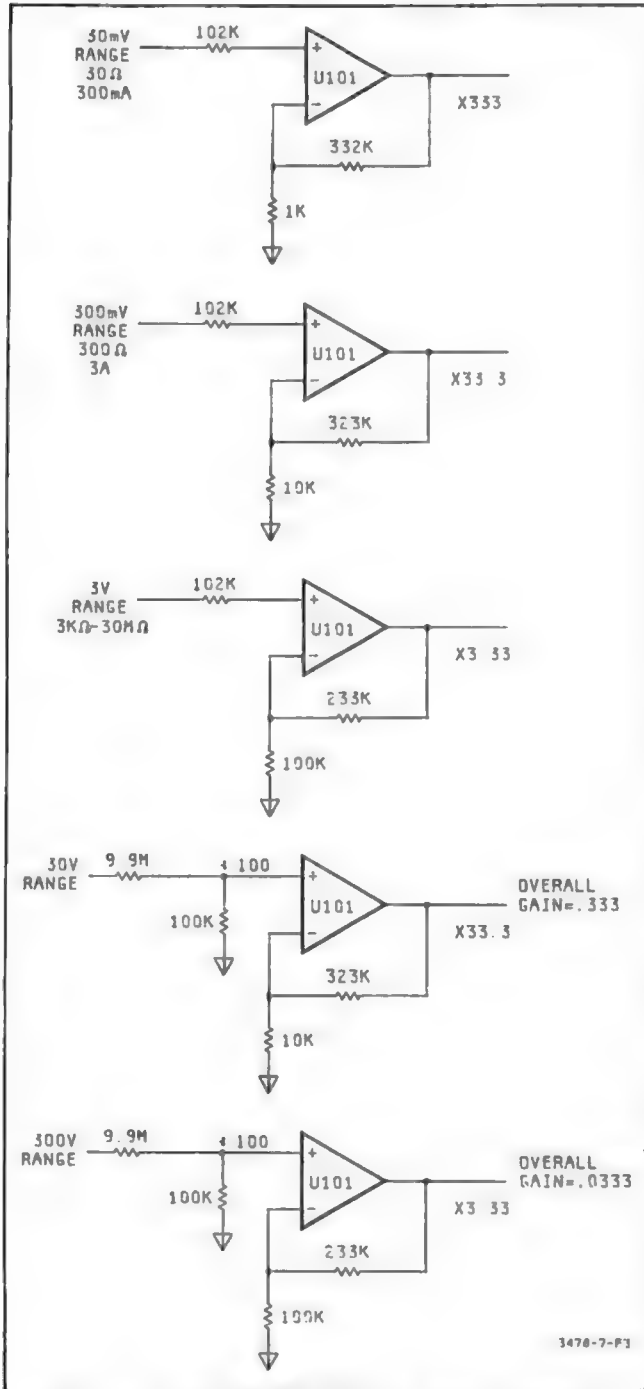 30mV
RANGE
30Ω
300mA
102K
+
U101
-
X333
332K
1K
300mV
RANGE
300Ω
3A
102K
+
U101
-
X33 3
323K
10K
3V
RANGE
3KΩ-30MΩ
102K
+
U101
-
X3 33
233K
100K
30V
RANGE
9 9M
÷ 100
+
U101
-
100K
OVERALL
GAIN=.333
X33.3
323K
10K
300V
RANGE
9.9M
÷ 100
+
U101
-
100K
OVERALL
GAIN=.0333
X3 33
233K
100K
3478-7-F3